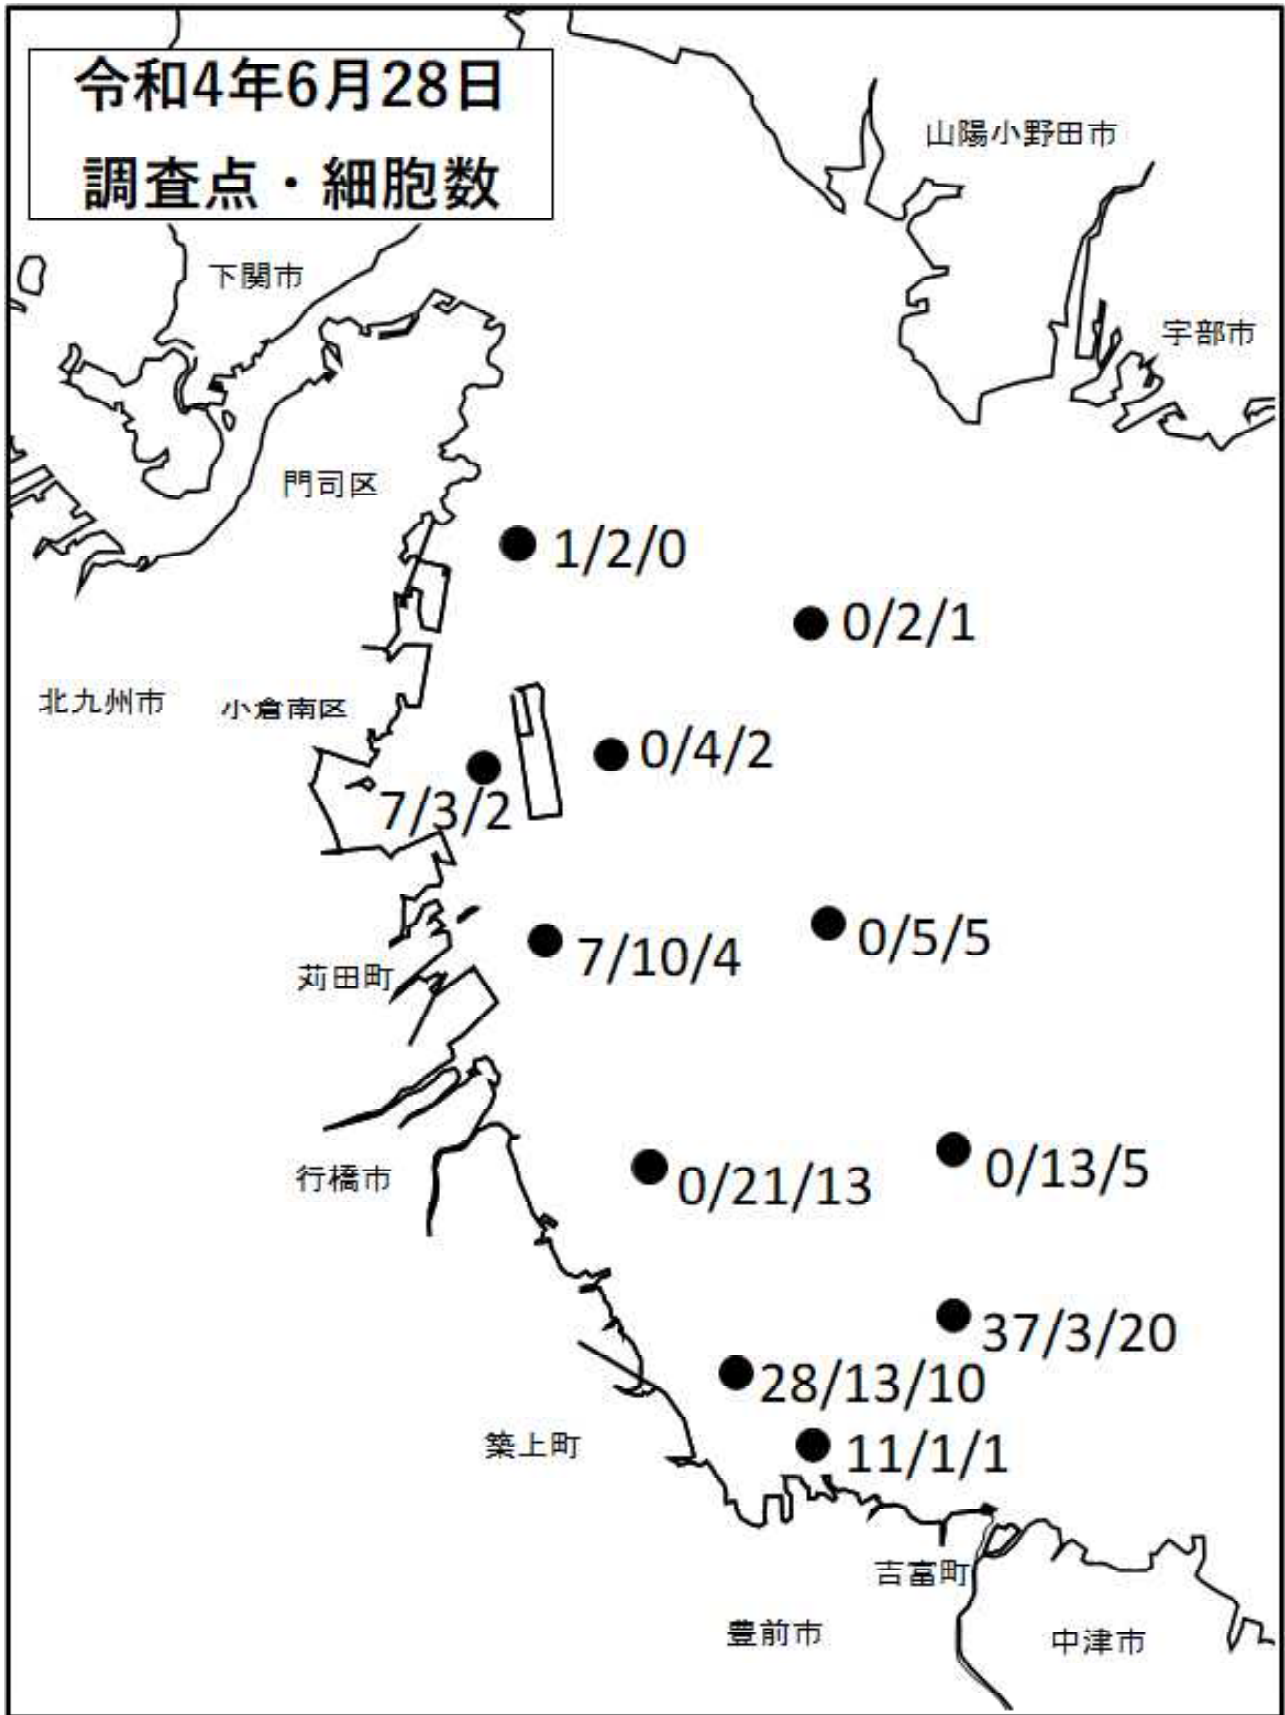 令和4年6月28日
調査点・細胞数
山陽小野田市
下関市
宇部市
門司区
1/2/0
0/2/1
北九州市
小倉南区
0/4/2
7/3/2
0/5/5
7/10/4
苅田町
0/13/5
行橋市
0/21/13
37/3/20
28/13/10
築上町
11/1/1
吉富町
豊前市
中津市